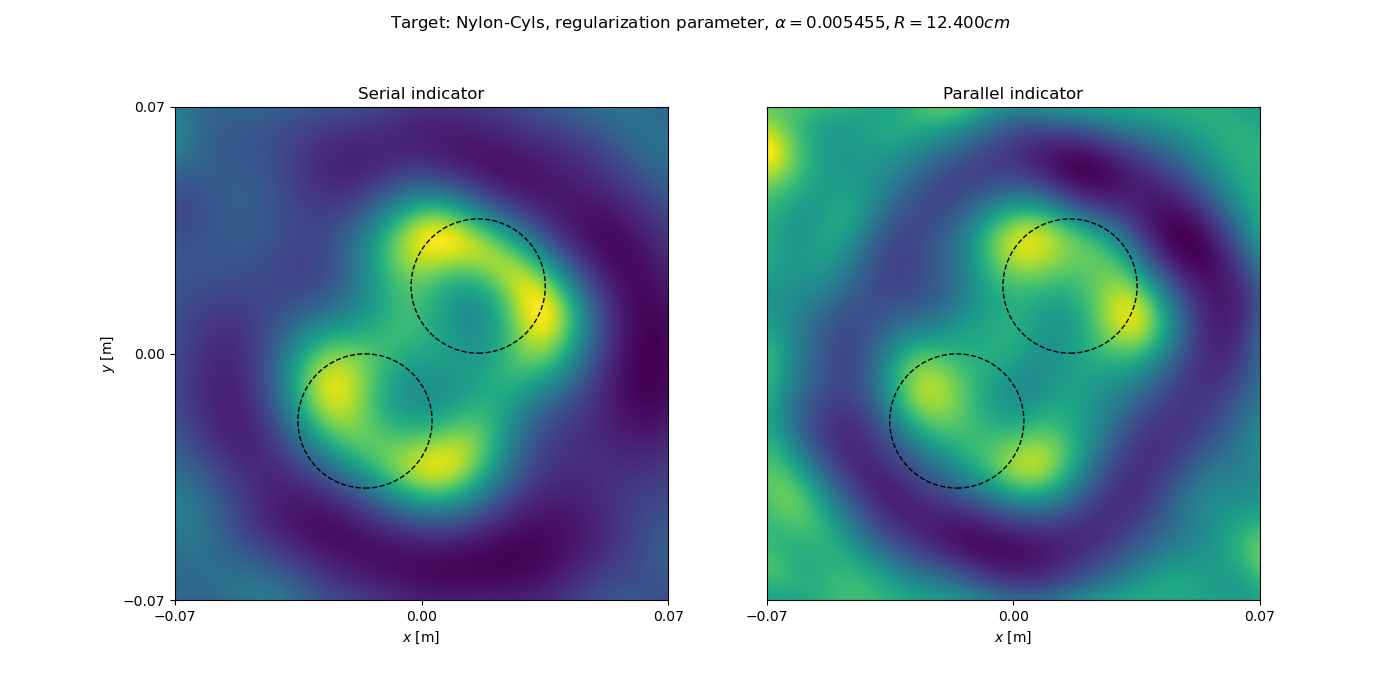 Target: Nylon-Cyls, regularization parameter, α = 0.005455, R = 12.400cm
Serial indicator
Parallel indicator
0.07
0.00
−0.07
y [m]
−0.07
0.00
0.07
x [m]
−0.07
0.00
0.07
x [m]